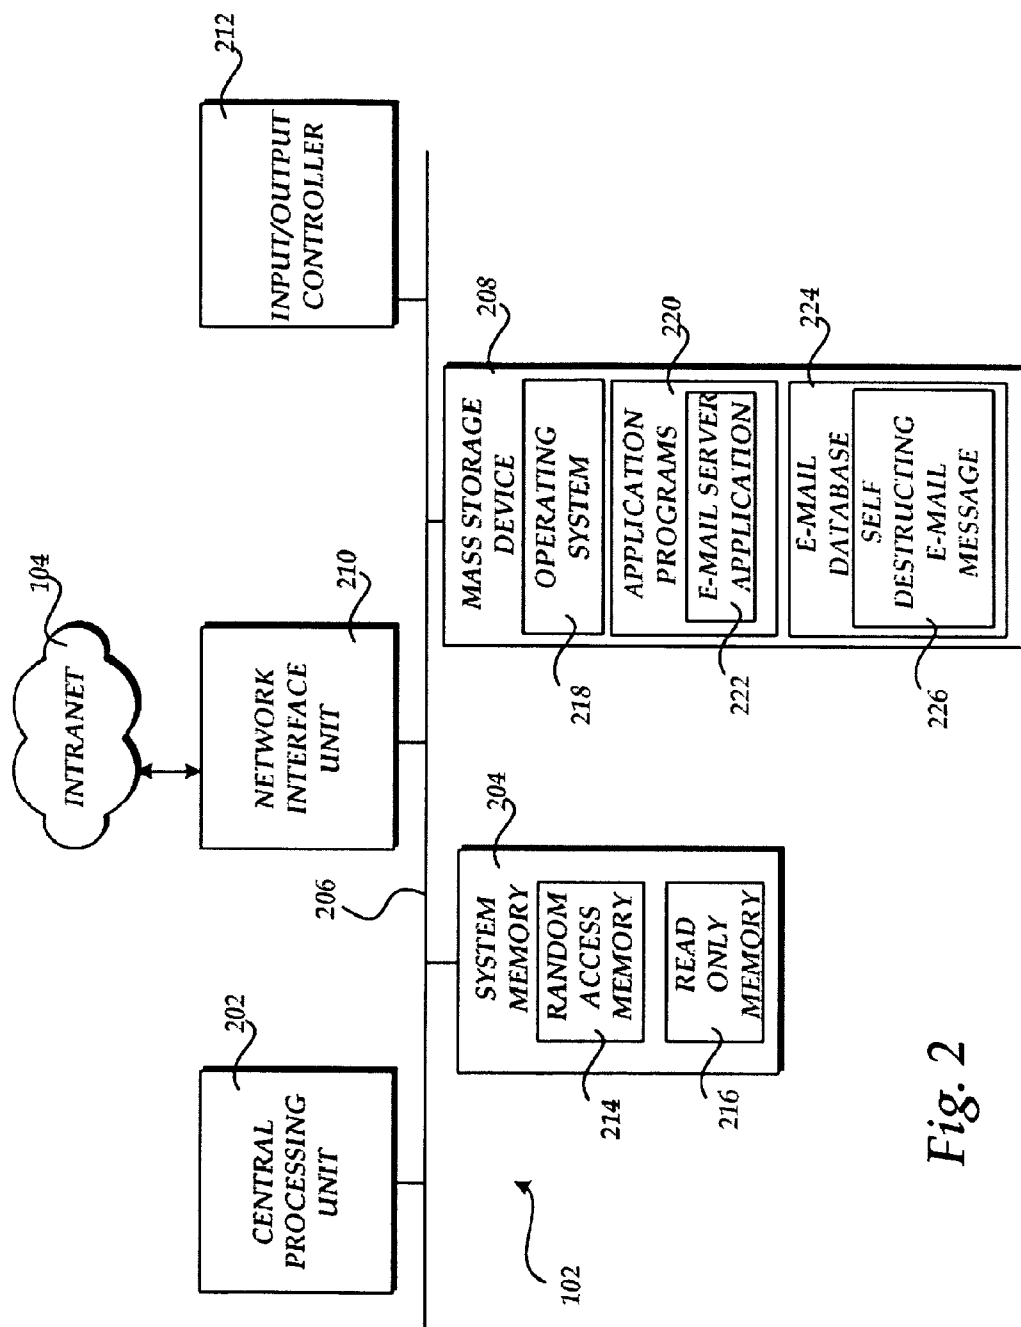 104
INTRANET
202
CENTRAL
PROCESSING
UNIT
210
NETWORK
INTERFACE
UNIT
212
INPUT/OUTPUT
CONTROLLER
206
102
204
SYSTEM
MEMORY
RANDOM
ACCESS
MEMORY
214
READ
ONLY
MEMORY
216
208
MASS STORAGE
DEVICE
OPERATING
SYSTEM
218
220
APPLICATION
PROGRAMS
E-MAIL SERVER
APPLICATION
222
224
E-MAIL
DATABASE
SELF
DESTRUCTING
E-MAIL
MESSAGE
226
Fig. 2